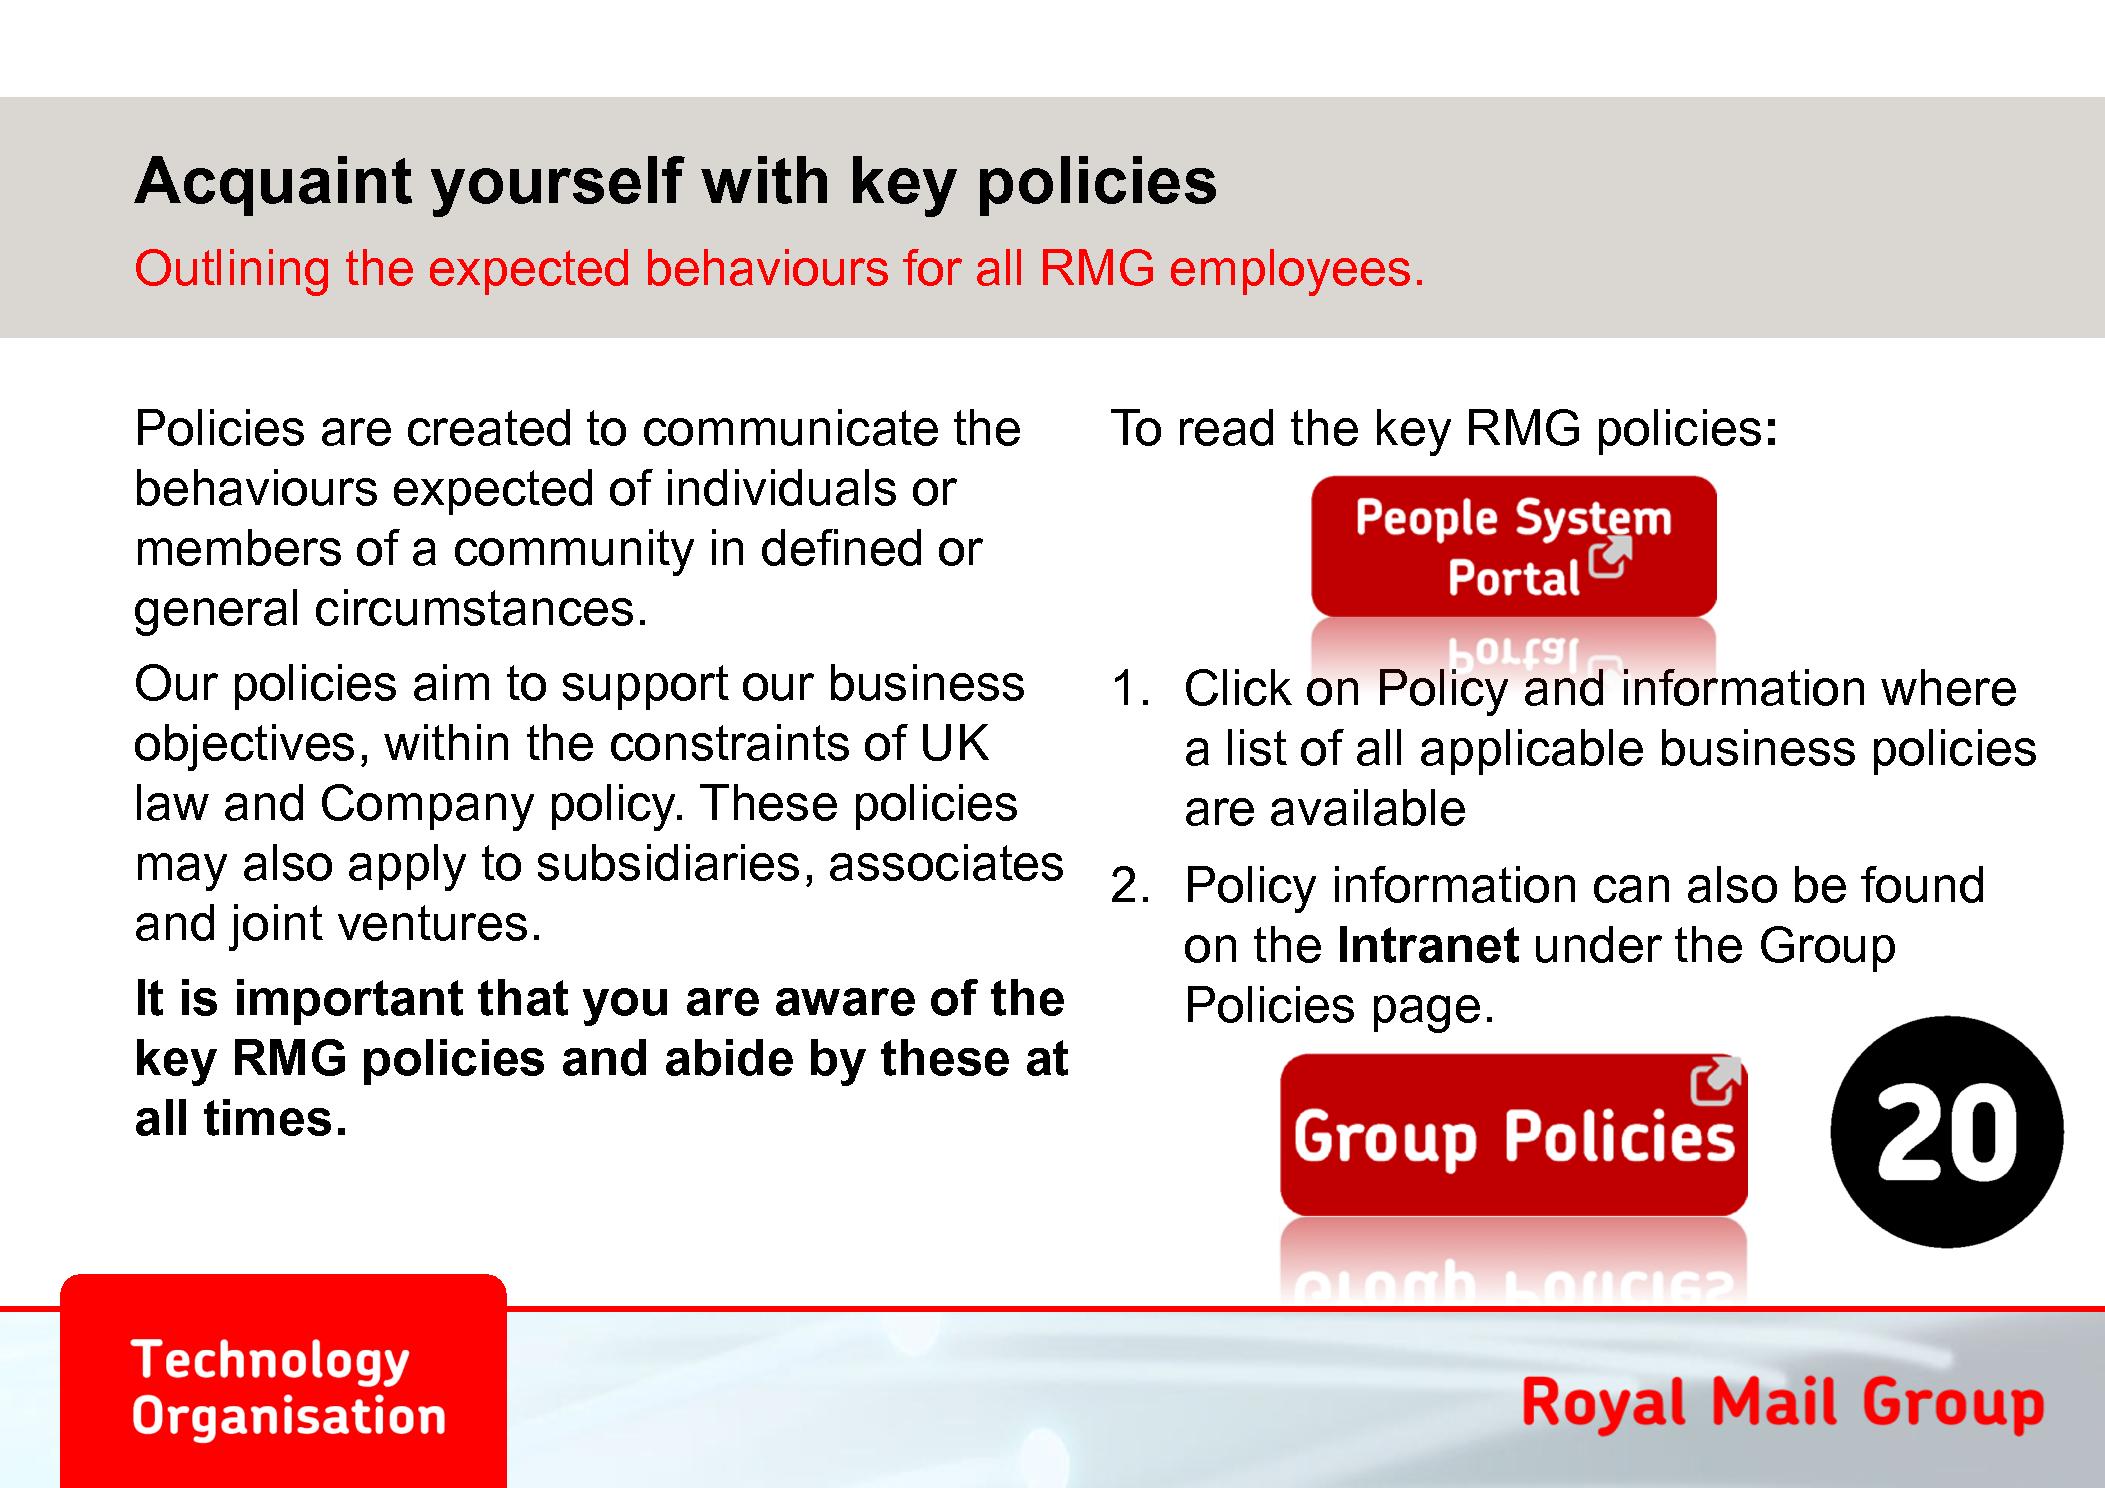 Acquaint yourself with key policies
Outlining the expected behaviours for all RMG employees.
Policies are created to communicate the
behaviours expected of individuals or
members of a community in defined or
general circumstances.
Our policies aim to support our business
objectives, within the constraints of UK
law and Company policy. These policies
may also apply to subsidiaries, associates
and joint ventures.
It is important that you are aware of the
key RMG policies and abide by these at
all times.
To read the key RMG policies:
People System
Portal
1. Click on Policy and information where
a list of all applicable business policies
are available
2. Policy information can also be found
on the Intranet under the Group
Policies page.
Group Policies
20
Technology
Organisation
Royal Mail Group